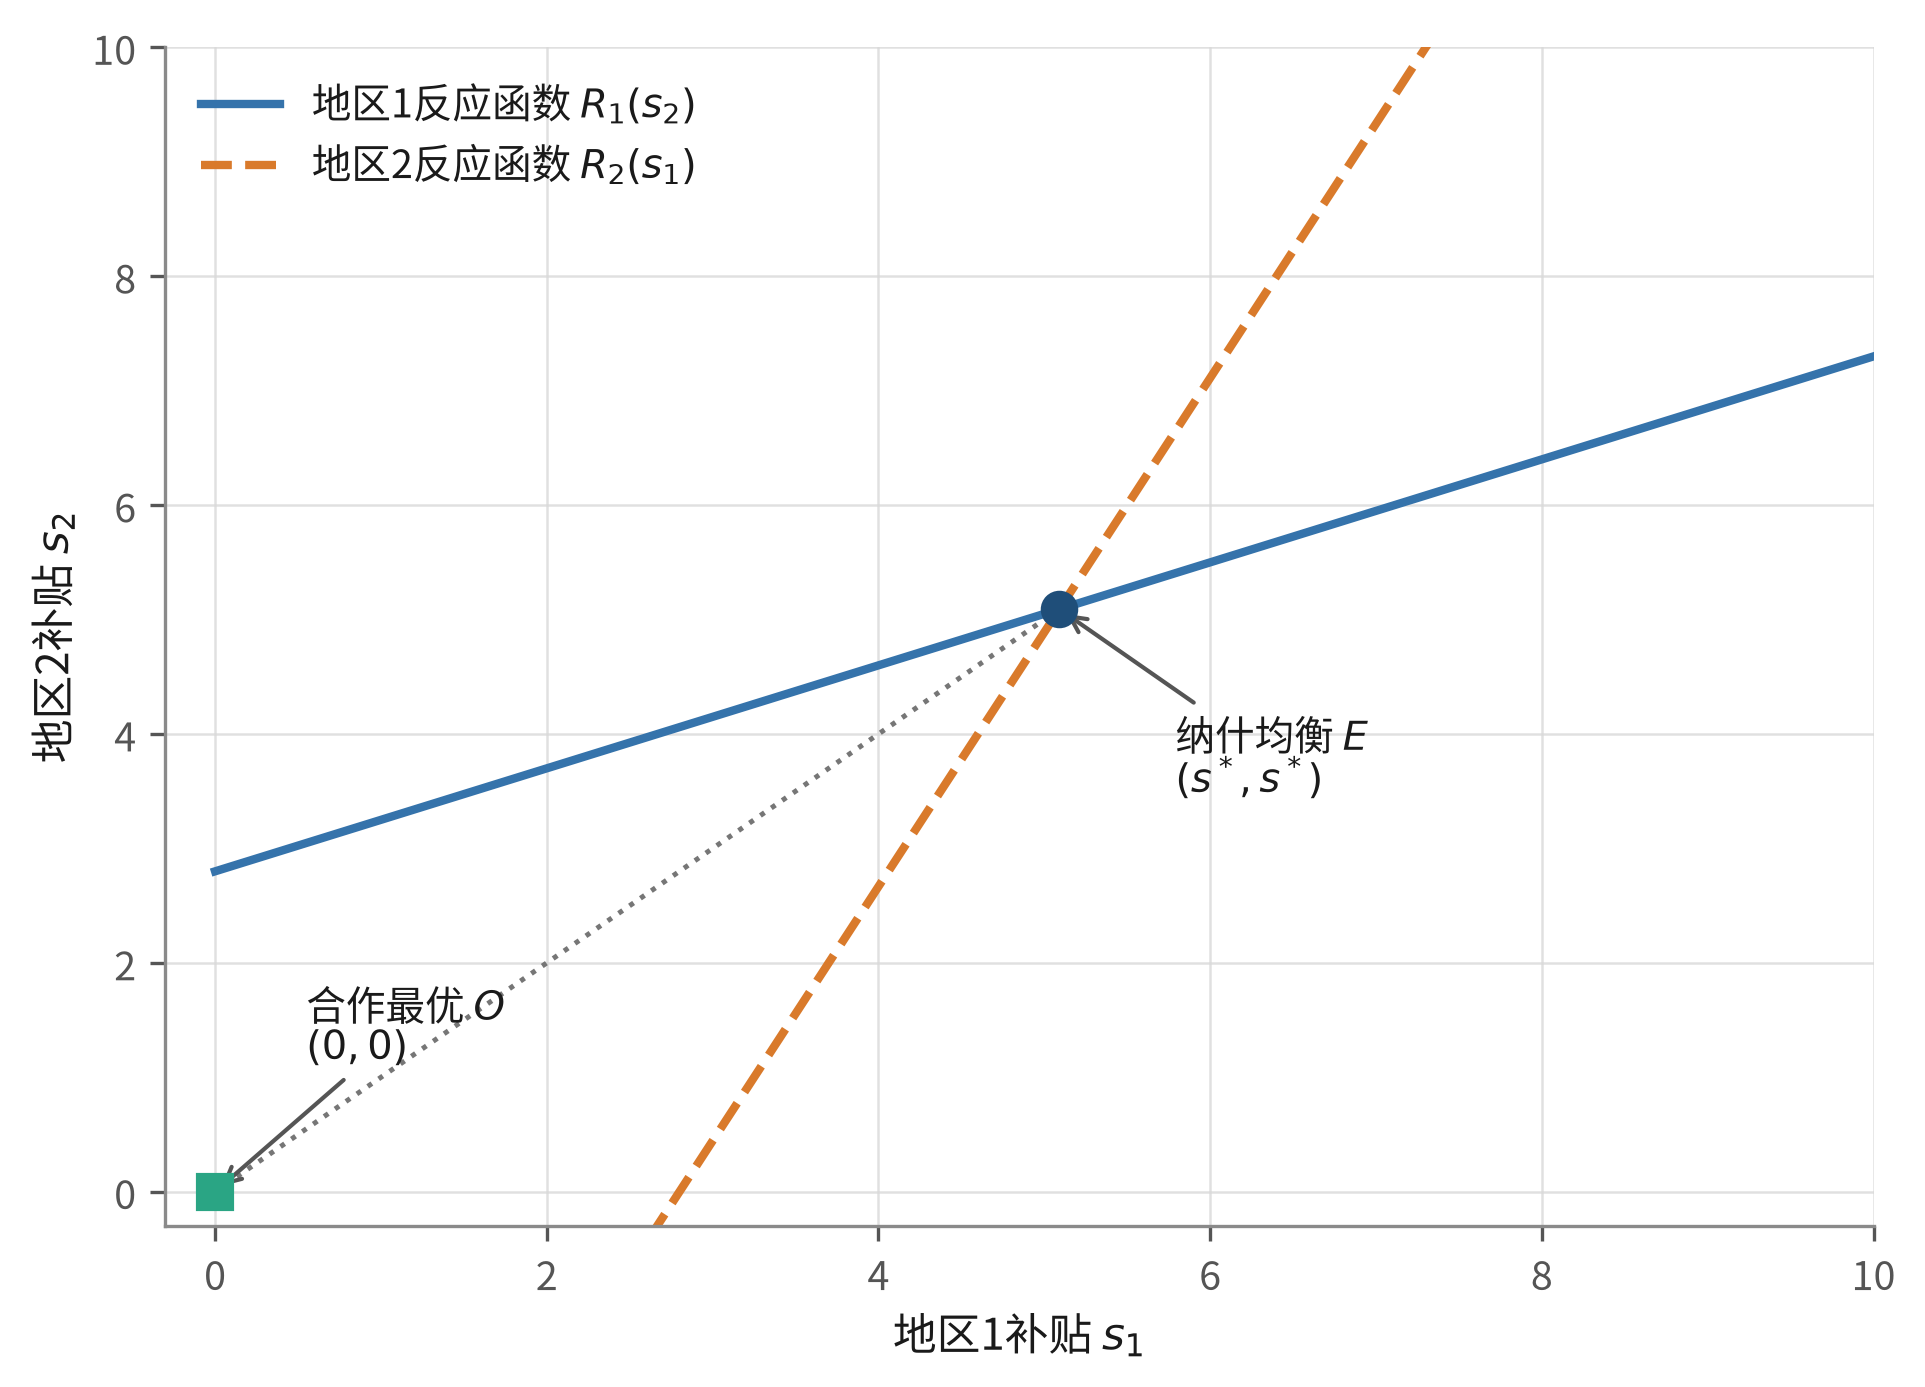 10
8
6
4
2
0
地区2补贴 s₂
地区1反应函数 R₁(s₂)
地区2反应函数 R₂(s₁)
纳什均衡 E
(s*, s*)
合作最优 O
(0, 0)
0 2 4 6 8 10
地区1补贴 s₁